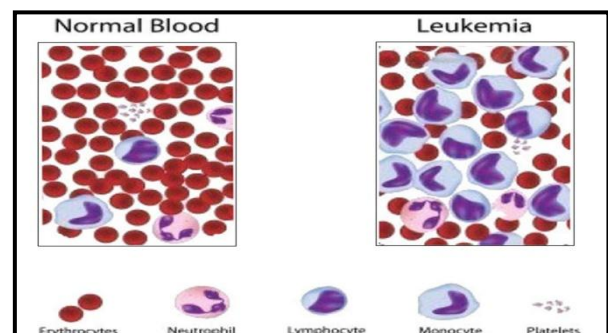 Normal Blood Leukemia
Erythrocytes Neutrophil Lymphocyte Monocyte Platelets